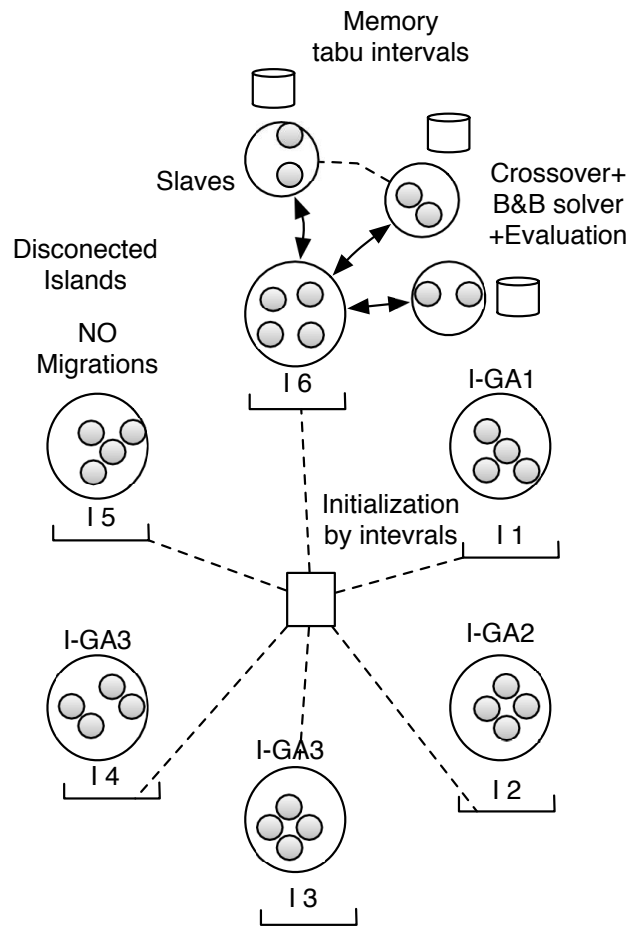 Memory
tabu intervals
Slaves
Crossover+
B&B solver
+Evaluation
Disconected
Islands
NO
Migrations
I 6
I-GA1
I 5
Initialization
by intevrals
I 1
I-GA3
I-GA2
I 4
I-GA3
I 2
I 3